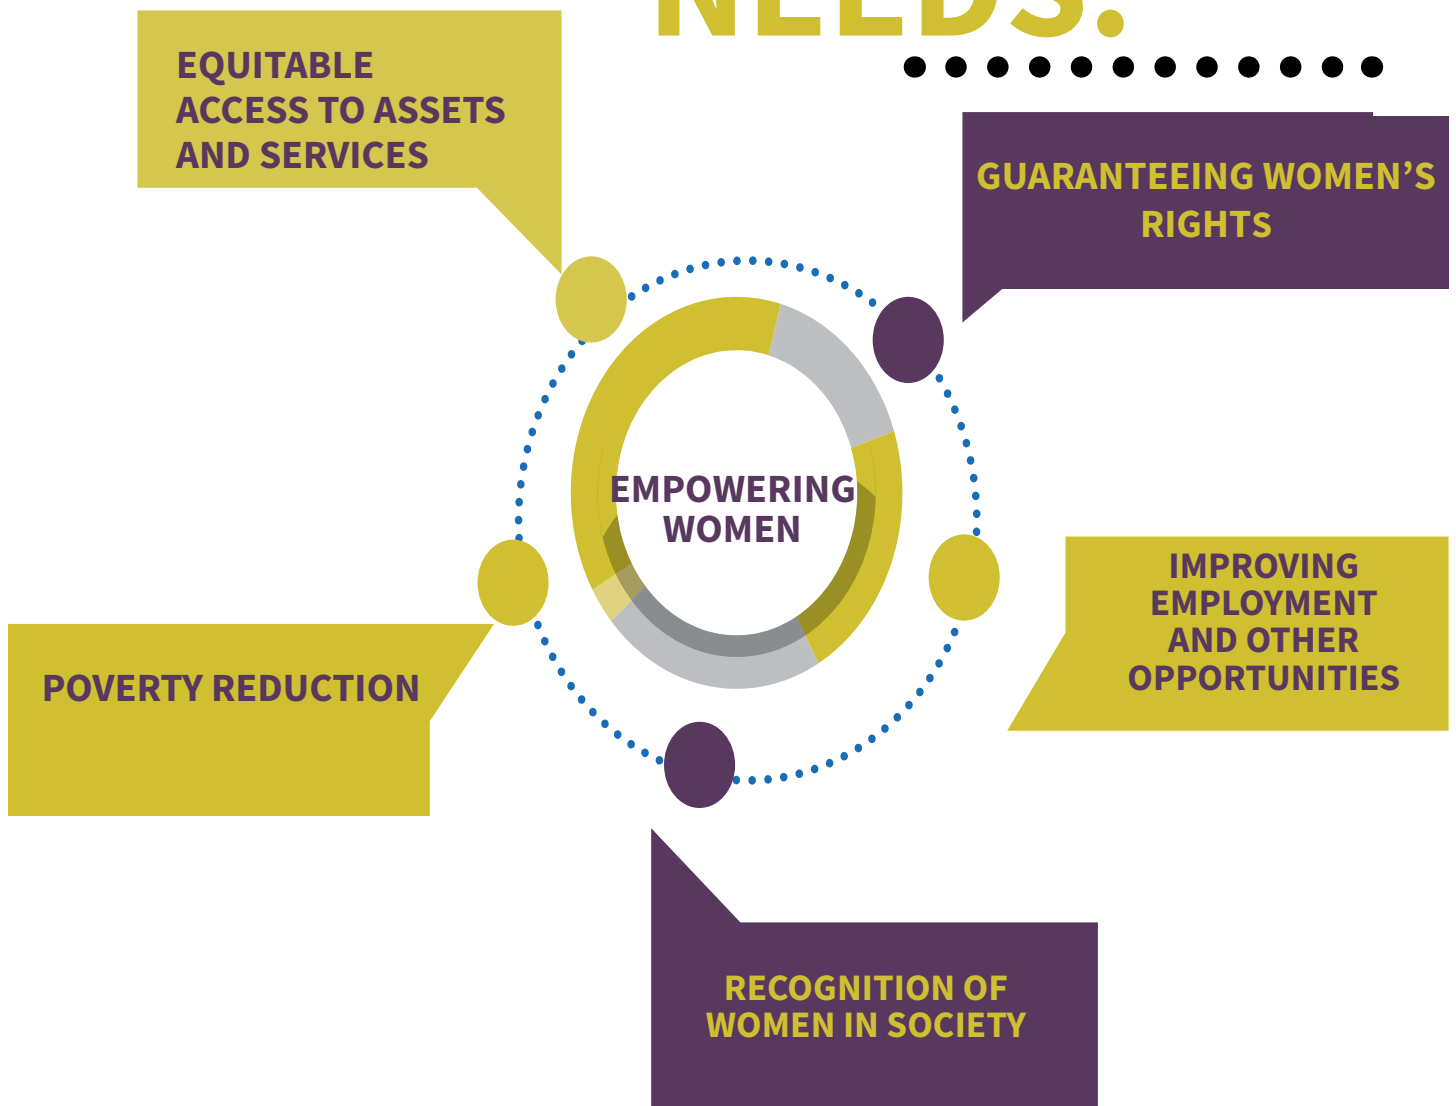 NEEDS:
EQUITABLE
ACCESS TO ASSETS
AND SERVICES
GUARANTEEING WOMEN’S
RIGHTS
EMPOWERING
WOMEN
IMPROVING
EMPLOYMENT
AND OTHER
OPPORTUNITIES
POVERTY REDUCTION
RECOGNITION OF
WOMEN IN SOCIETY